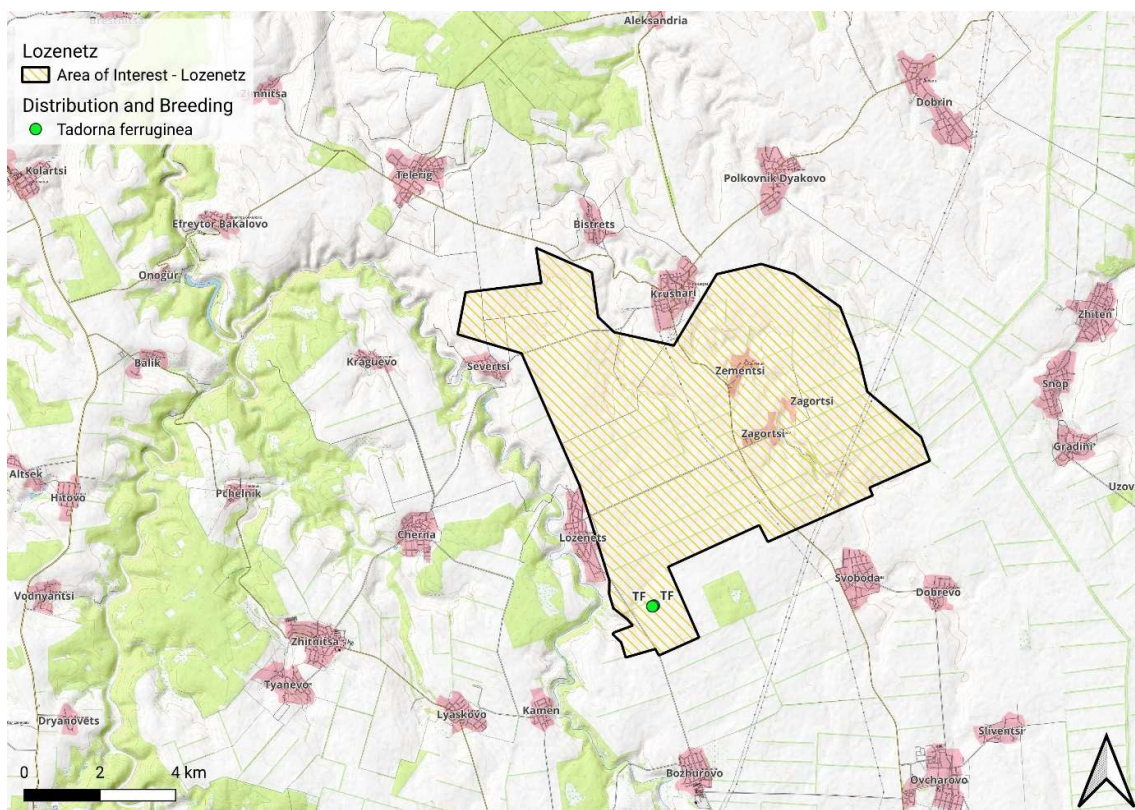 Lozenetz
Area of Interest - Lozenetz
Distribution and Breeding
Tadorna ferruginea
Aleksandria
Dobrin
Kolartsi
Telerig
Polkovnik Dyakovo
Efreytor Bakalovo
Bistrets
Onogur
Krushari
Zhiten
Balik
Kraguevo
Severtsi
Zementsi
Snop
Zagortsi
Zagortsi
Gradini
Altsek
Hitovo
Pchelnik
Uzov
Cherna
Lozenets
Svoboda
Dobrevo
Vodnyantsi
TF TF
Zhitnitsa
Tyanevo
Dryanovets
Lyaskovo
Kamen
Sliventsi
Bozhurovo
Ovcharovo
0 2 4 km